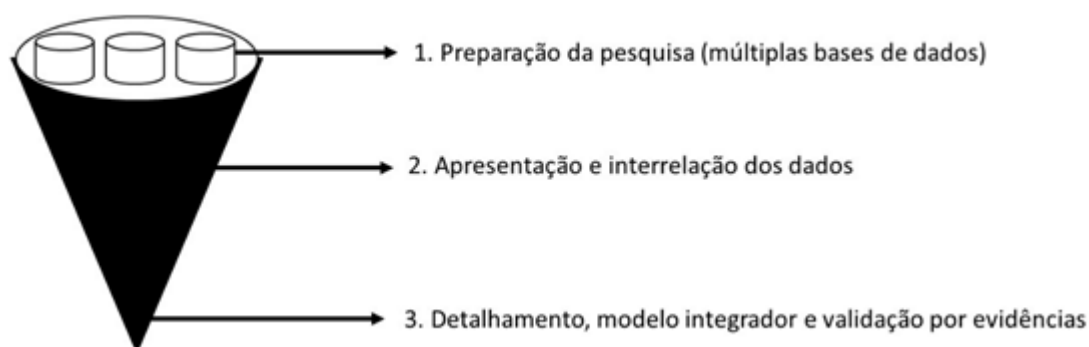 1. Preparação da pesquisa (múltiplas bases de dados)
2. Apresentação e interrelação dos dados
3. Detalhamento, modelo integrador e validação por evidências